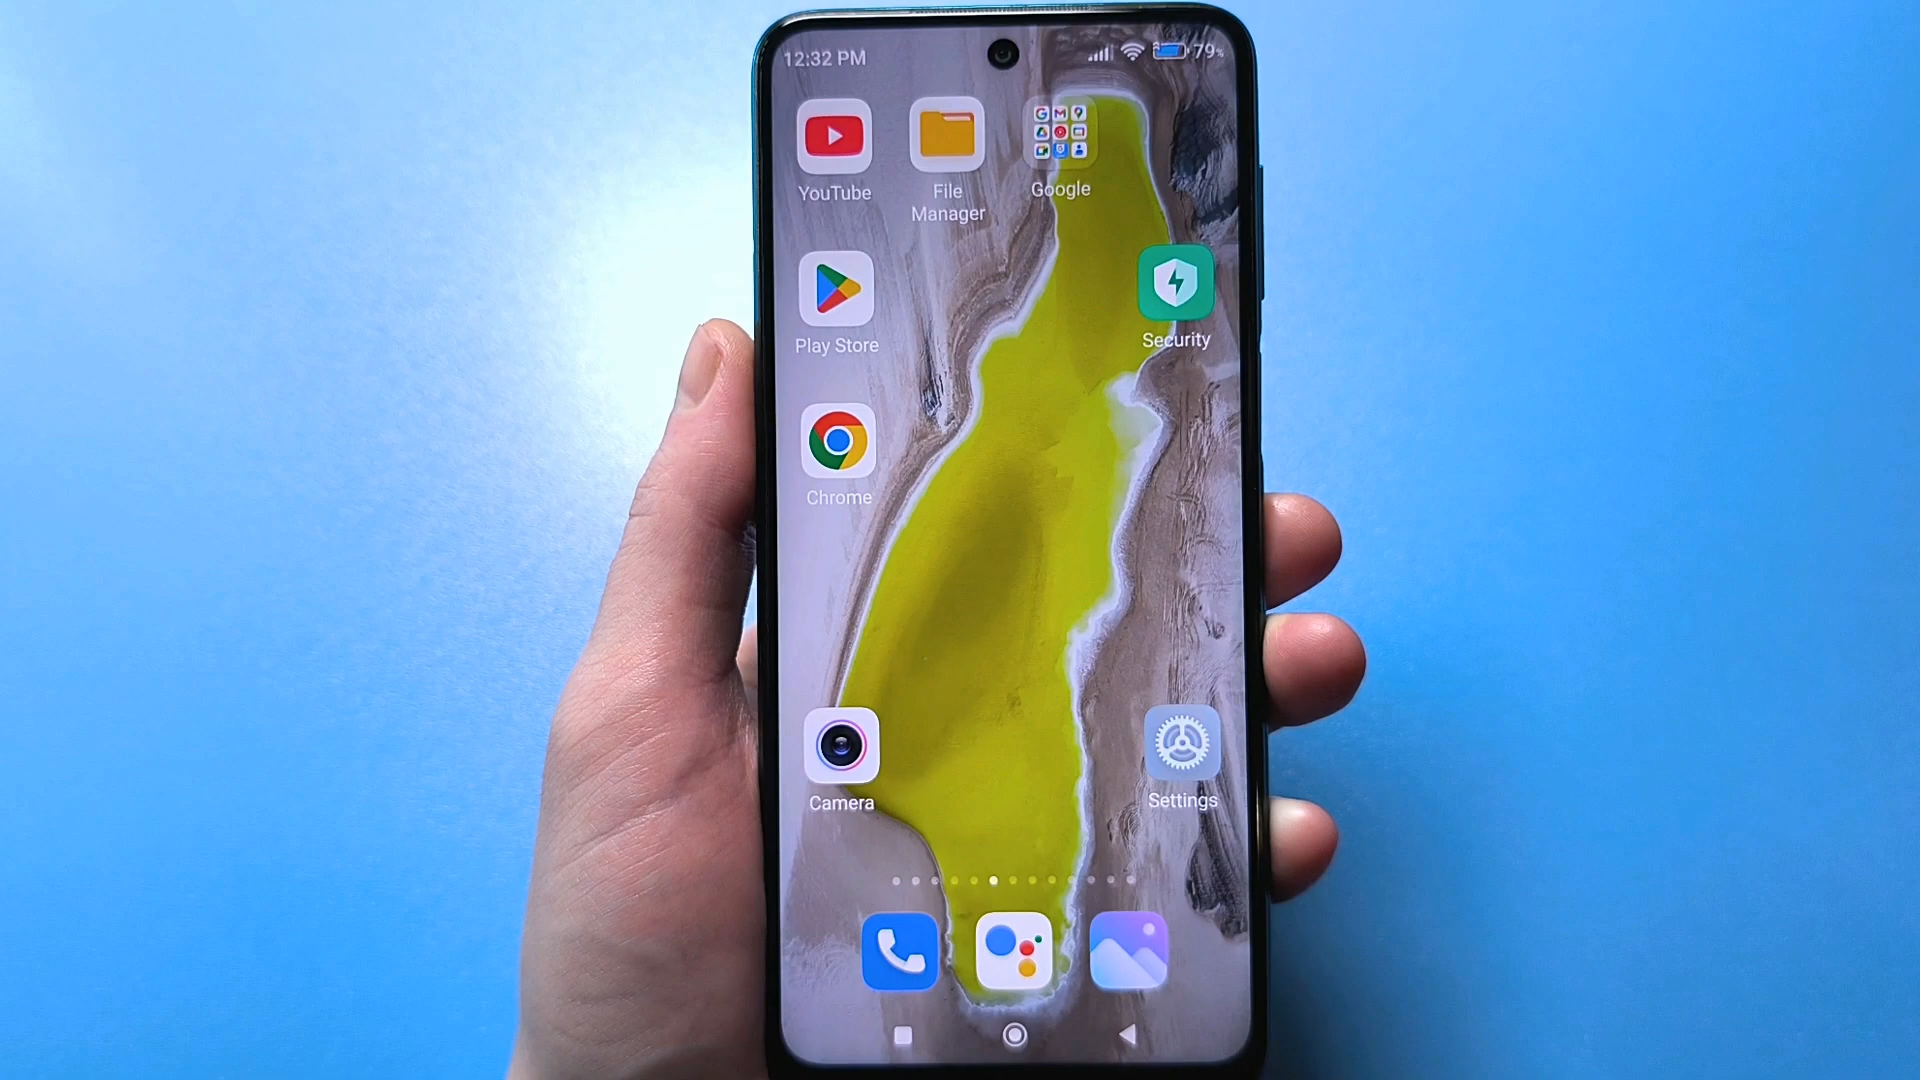 12:32 PM
79%
YouTube
File
Manager
Google
Play Store
Security
Chrome
Camera
Settings